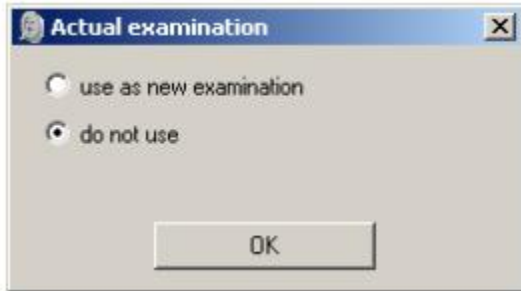 Actual examination
use as new examination
do not use
OK